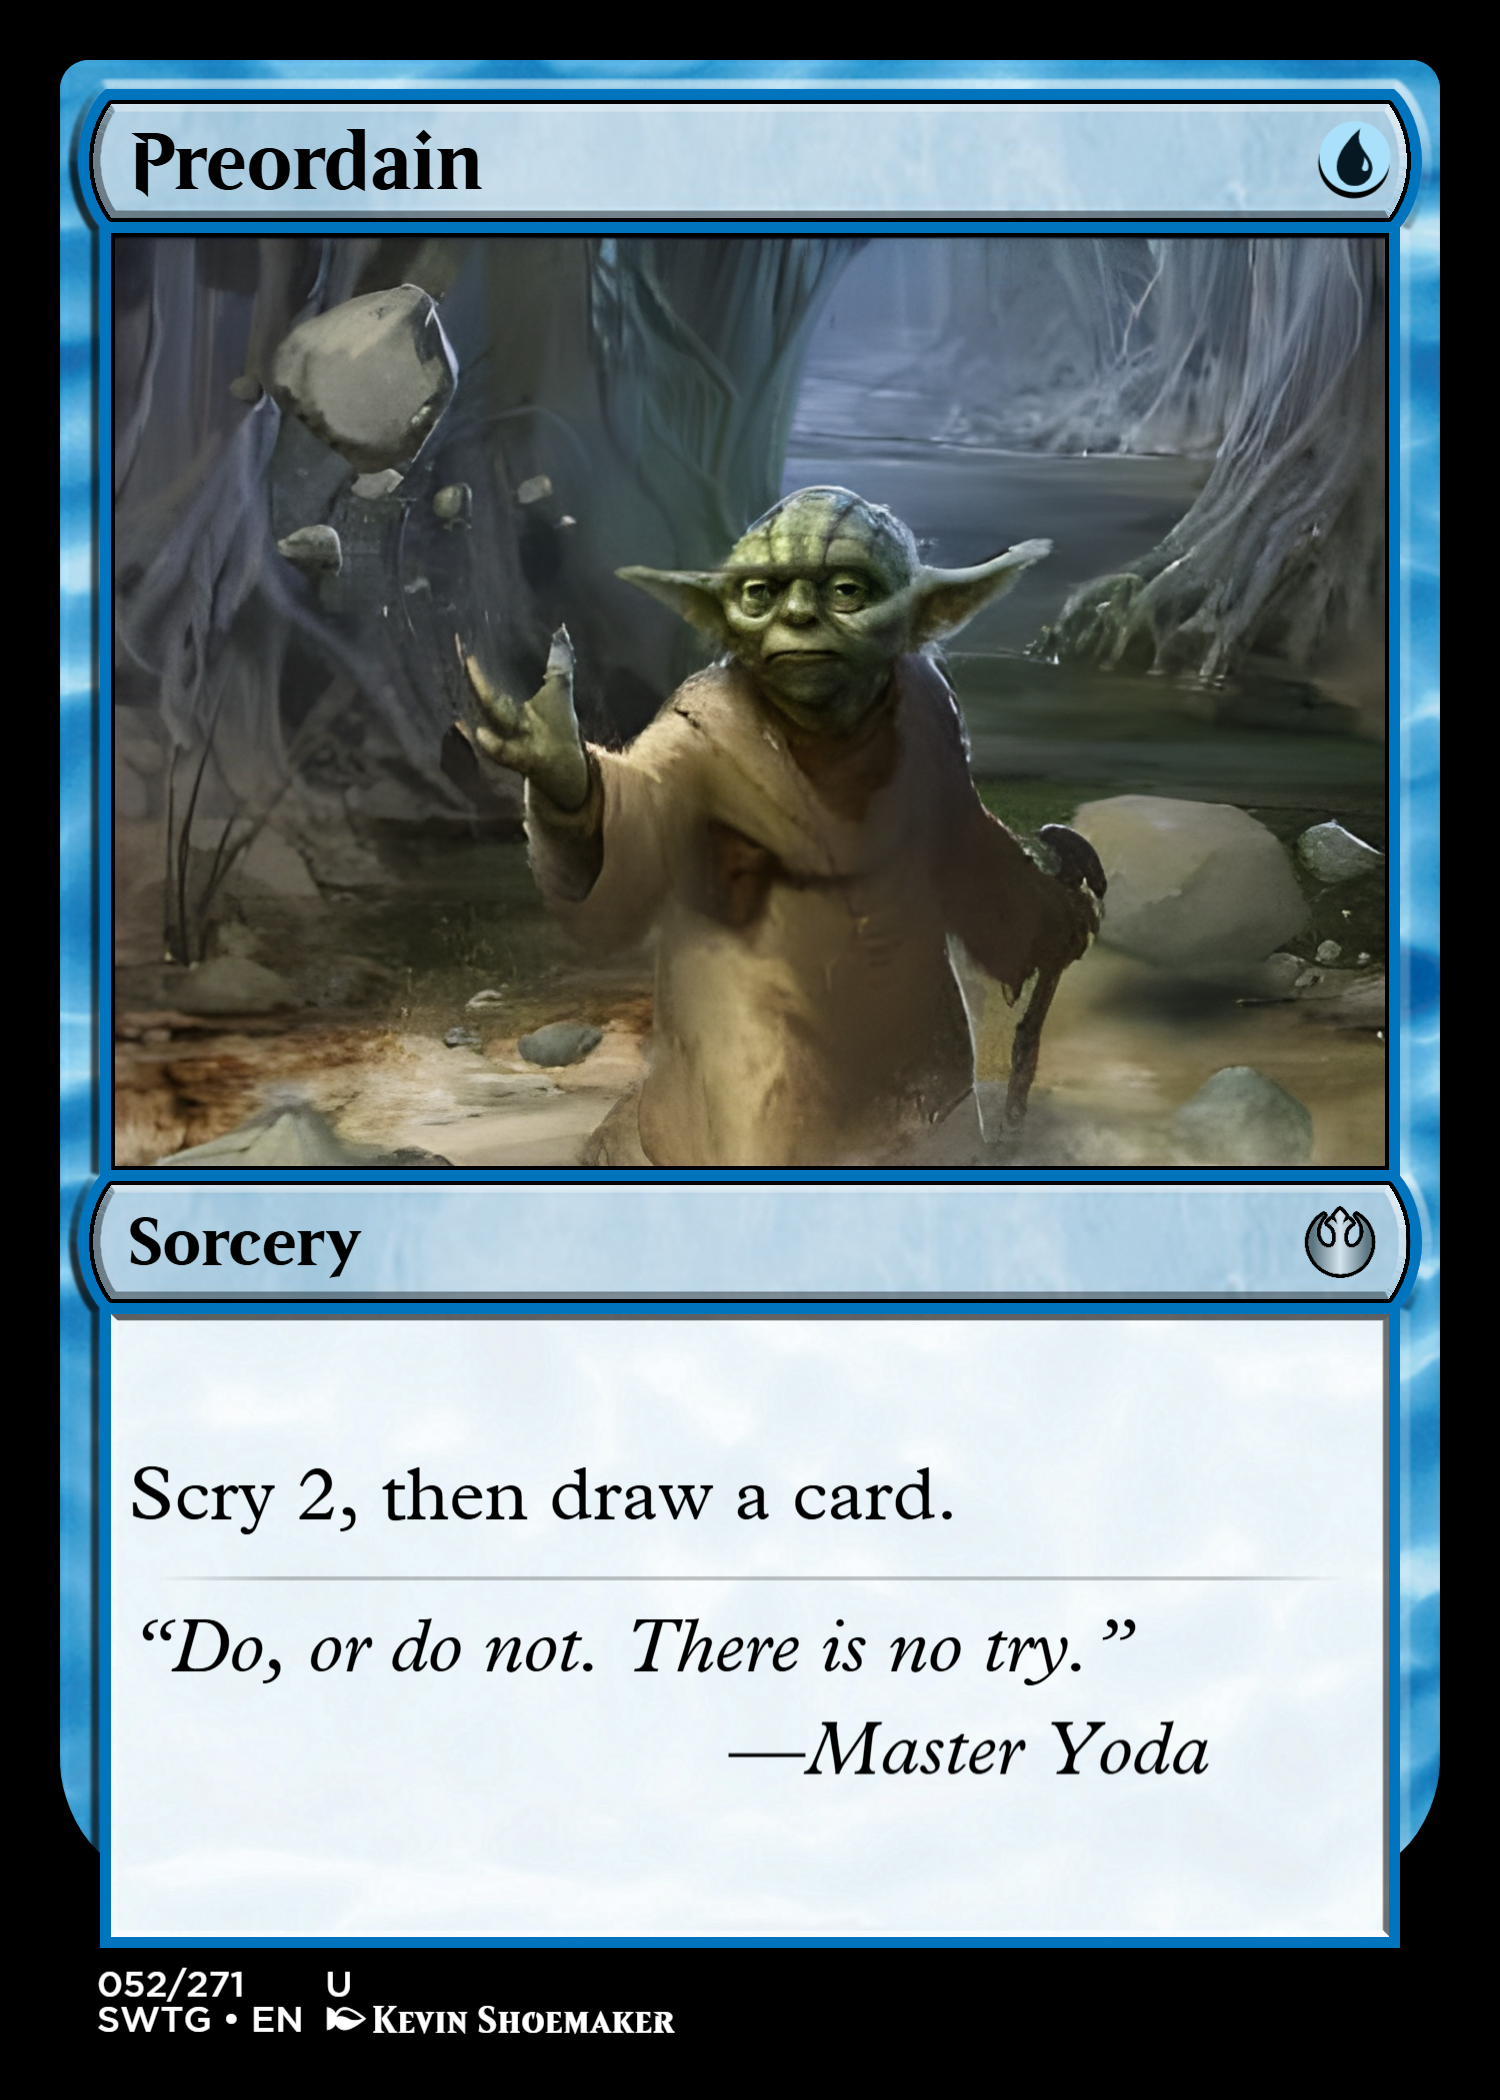 Preordain
Sorcery
Scry 2, then draw a card.
“Do, or do not. There is no try.”
—Master Yoda
052/271 U
SWTG • EN Kevin Shoemaker